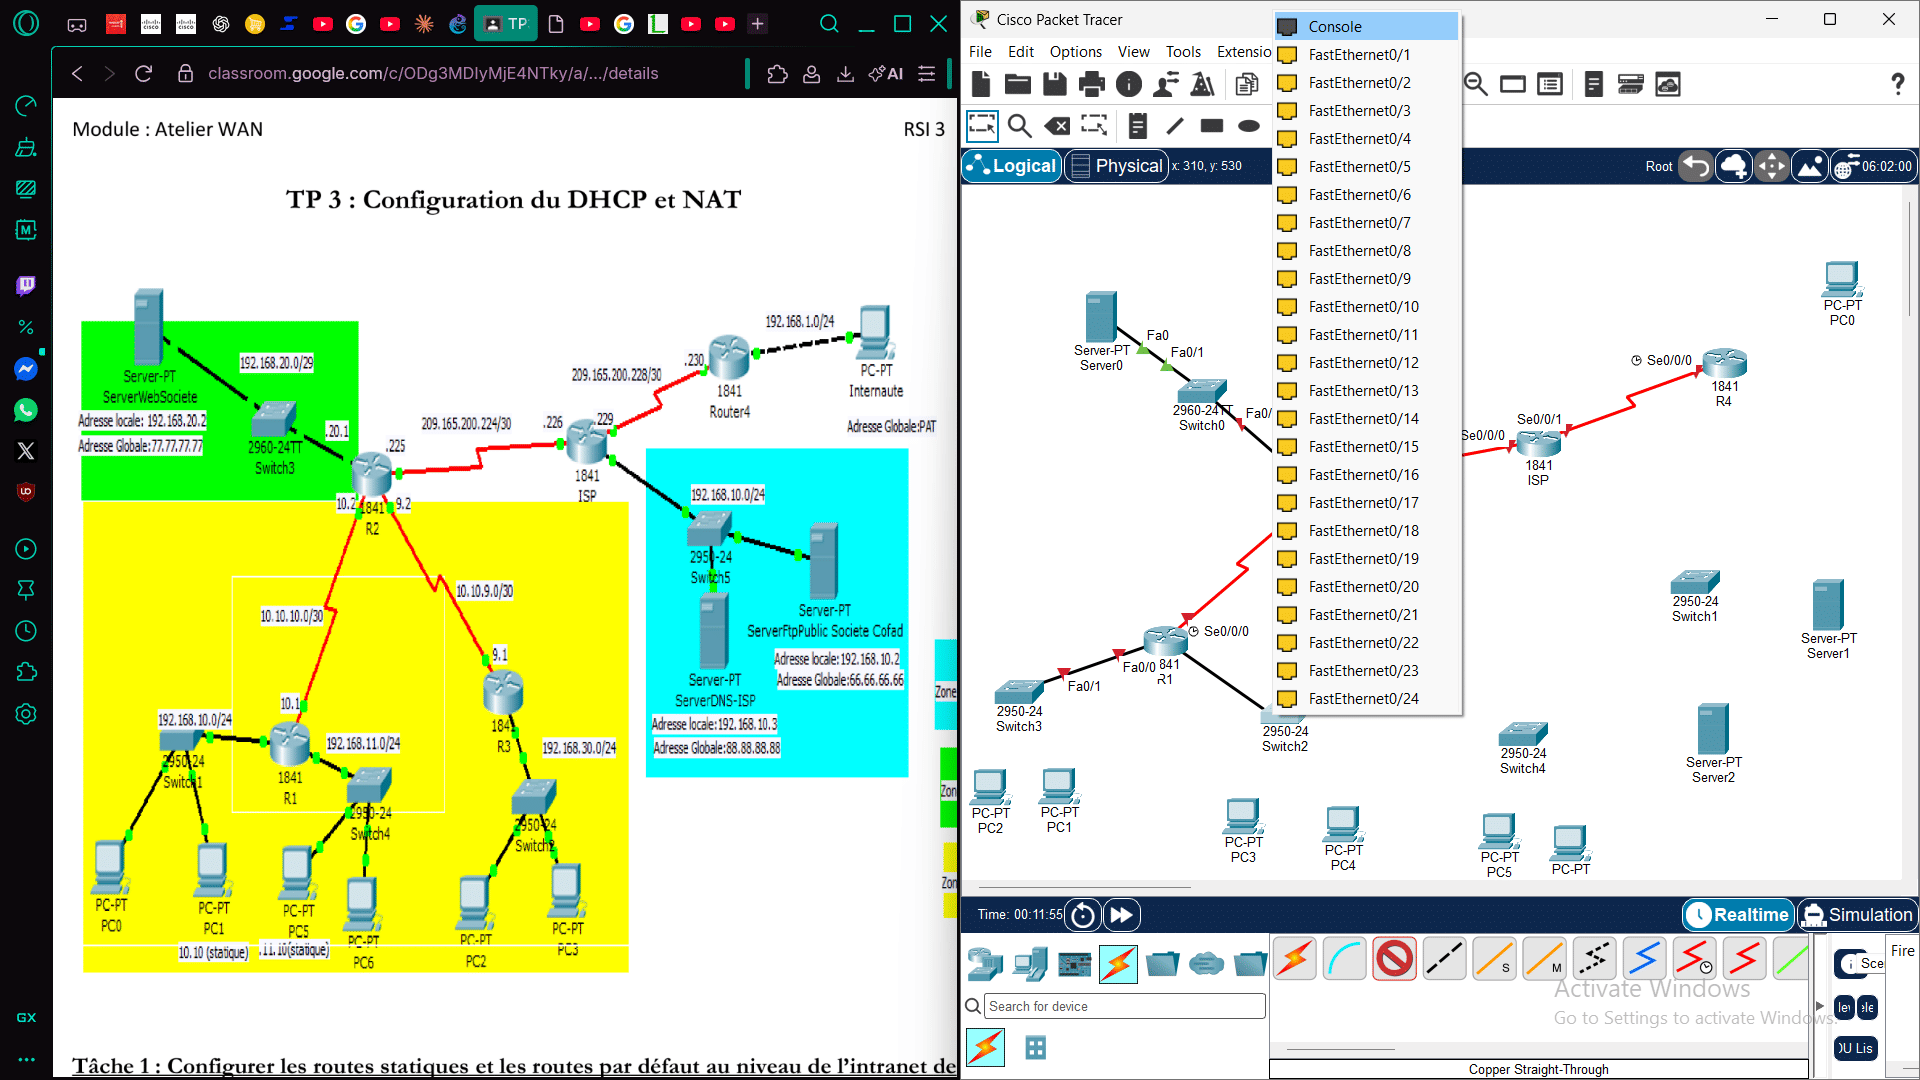 TP
classroom.google.com/c/ODg3MDIyMjE4NTky/a/.../details
AI
Module : Atelier WAN
RSI 3
TP 3 : Configuration du DHCP et NAT
192.168.1.0/24
.230
209.165.200.228/30
PC-PT
Internaute
1841
Router4
Adresse Globale:PAT
192.168.20.0/29
Server-PT
ServerWebSociete
Adresse locale: 192.168.20.2
Adresse Globale:77.77.77.77
.20.1
2960-24TT
Switch3
.225
209.165.200.224/30
.226
.229
1841
ISP
192.168.10.0/24
10.2
9.2
1841
R2
2950-24
Switch5
Server-PT
ServerFtpPublic Societe Cofad
Adresse locale:192.168.10.2
Adresse Globale:66.66.66.66
Server-PT
ServerDNS-ISP
Adresse locale:192.168.10.3
Adresse Globale:88.88.88.88
Zone
Zon
Zon
10.10.9.0/30
10.10.10.0/30
9.1
10.1
192.168.10.0/24
192.168.11.0/24
192.168.30.0/24
184
R3
2950-24
Switch1
1841
R1
2950-24
Switch4
2950-24
Switch2
PC-PT
PC0
PC-PT
PC1
PC-PT
PC5
PC-PT
PC6
PC-PT
PC2
PC-PT
PC3
10.10 (statique)
.11.10(statique)
Tâche 1 : Configurer les routes statiques et les routes par défaut au niveau de l'intranet de
GX
Cisco Packet Tracer
File
Edit
Options
View
Tools
Extensio
Console
FastEthernet0/1
FastEthernet0/2
FastEthernet0/3
FastEthernet0/4
FastEthernet0/5
FastEthernet0/6
FastEthernet0/7
FastEthernet0/8
FastEthernet0/9
FastEthernet0/10
FastEthernet0/11
FastEthernet0/12
FastEthernet0/13
FastEthernet0/14
FastEthernet0/15
FastEthernet0/16
FastEthernet0/17
FastEthernet0/18
FastEthernet0/19
FastEthernet0/20
FastEthernet0/21
FastEthernet0/22
FastEthernet0/23
FastEthernet0/24
Logical
Physical
x: 310, y: 530
Root
06:02:00
PC-PT
PC0
Server-PT
Server0
Fa0
Fa0/1
2960-24TT
Switch0
Fa0/
Se0/0/0
1841
R4
Se0/0/1
Se0/0/0
1841
ISP
2950-24
Switch1
Server-PT
Server1
Se0/0/0
Fa0/0
841
R1
Fa0/1
2950-24
Switch3
2950-24
Switch2
2950-24
Switch4
Server-PT
Server2
PC-PT
PC2
PC-PT
PC1
PC-PT
PC3
PC-PT
PC4
PC-PT
PC5
PC-PT
Time: 00:11:55
Realtime
Simulation
S
M
Sce
Fire
Activate Windows
Go to Settings to activate Windows.
Search for device
DU Lis
Copper Straight-Through